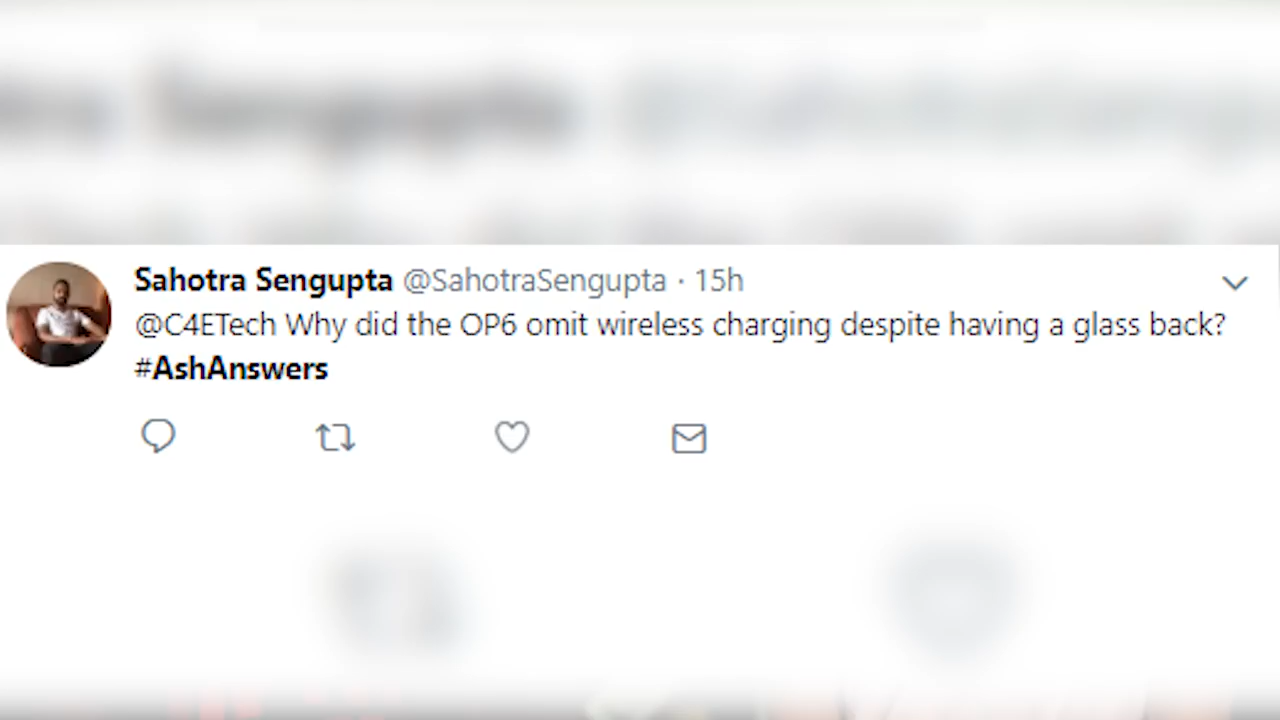 Sahotra Sengupta @SahotraSengupta · 15h
@C4ETech Why did the OP6 omit wireless charging despite having a glass back?
#AshAnswers